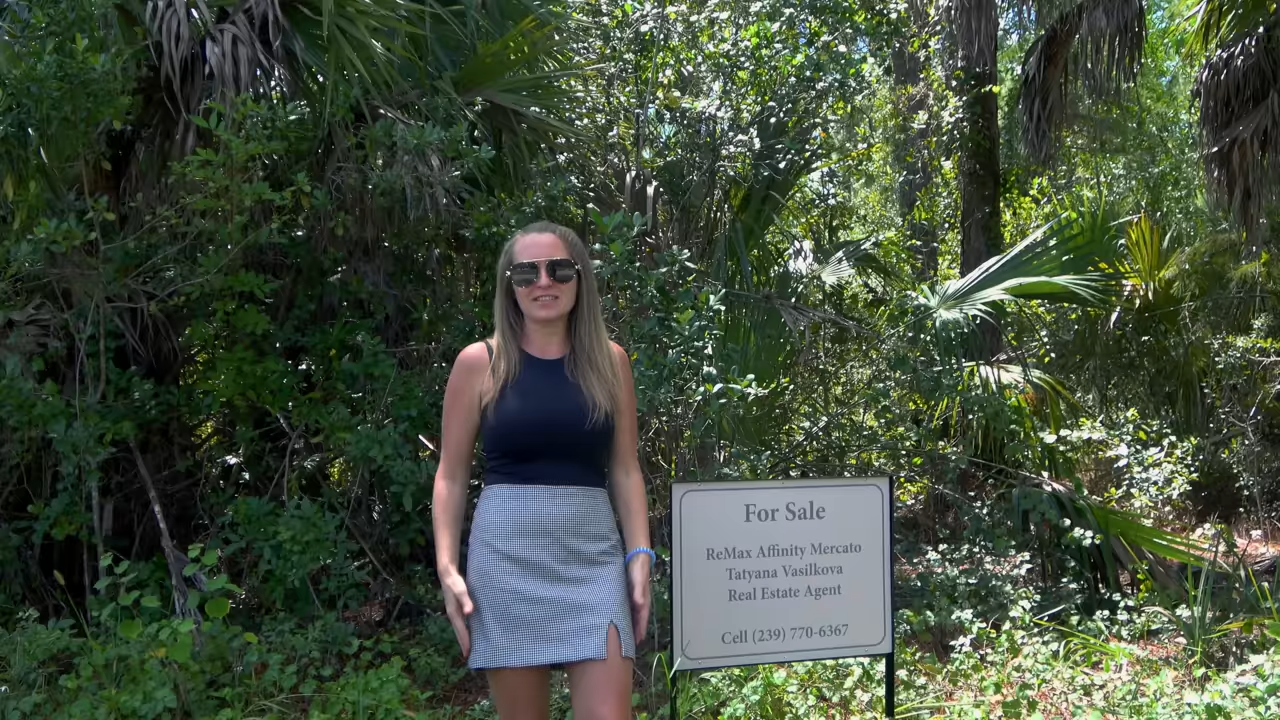 For Sale
ReMax Affinity Mercato
Tatyana Vasilkova
Real Estate Agent
Cell (239) 770-6367